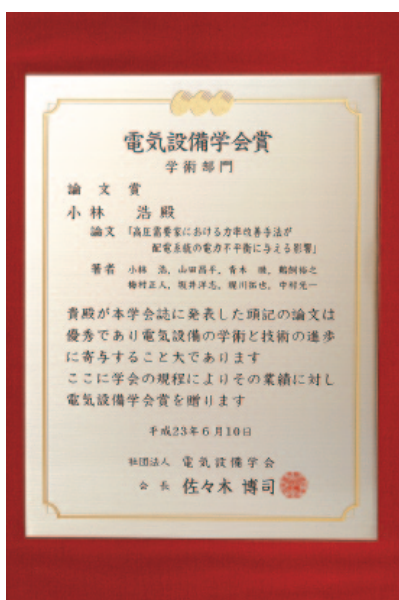 電気設備学会賞
学術部門
論文賞
小林 浩殿
論文 「高圧需要家における力率改善手法が
配電系統の電力不平衡に与える影響」
著者 小林 浩, 山田昌平, 青木 , 鵜飼裕之
梅村正人, 坂井洋志, 梶川拓也, 中村光一
貴殿が本学会誌に発表した頭記の論文は
優秀であり電気設備の学術と技術の進歩
に寄与すること大であります
ここに学会の規程によりその業績に対し
電気設備学会賞を贈ります
平成23年6月10日
社団法人 電気設備学会
会長 佐々木 博司